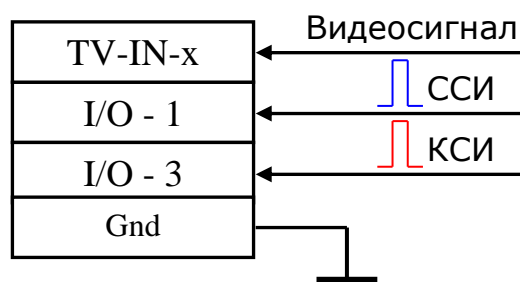 Видеосигнал
TV-IN-x
ССИ
I/O - 1
КСИ
I/O - 3
Gnd